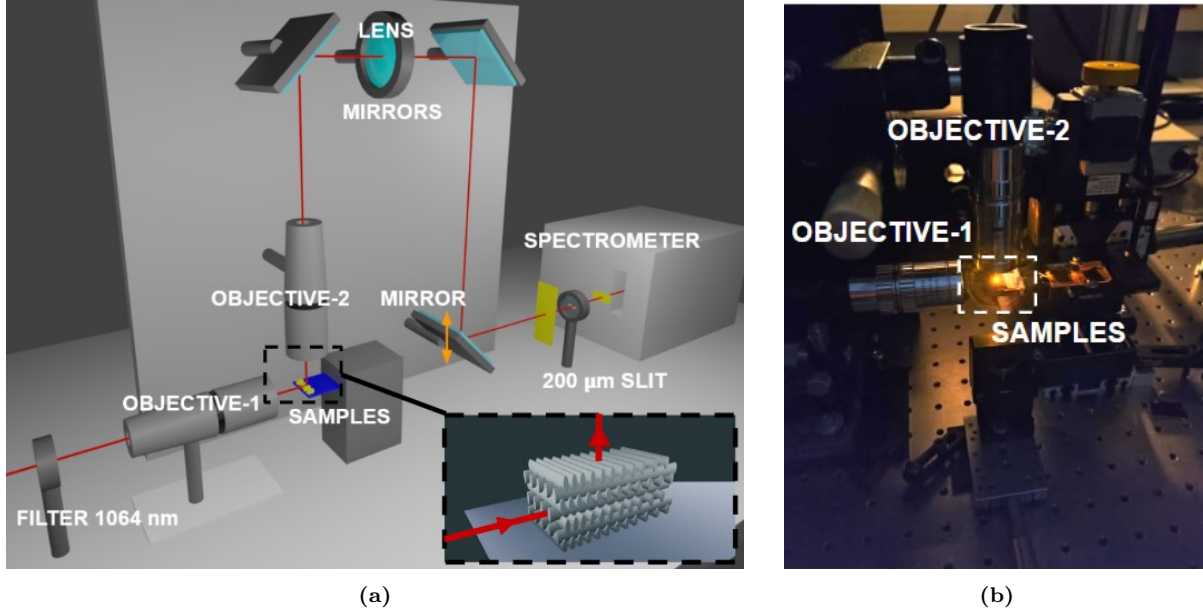 LENS
MIRRORS
SPECTROMETER
OBJECTIVE-2
MIRROR
200 µm SLIT
OBJECTIVE-1
SAMPLES
FILTER 1064 nm
(a)
OBJECTIVE-2
OBJECTIVE-1
SAMPLES
(b)